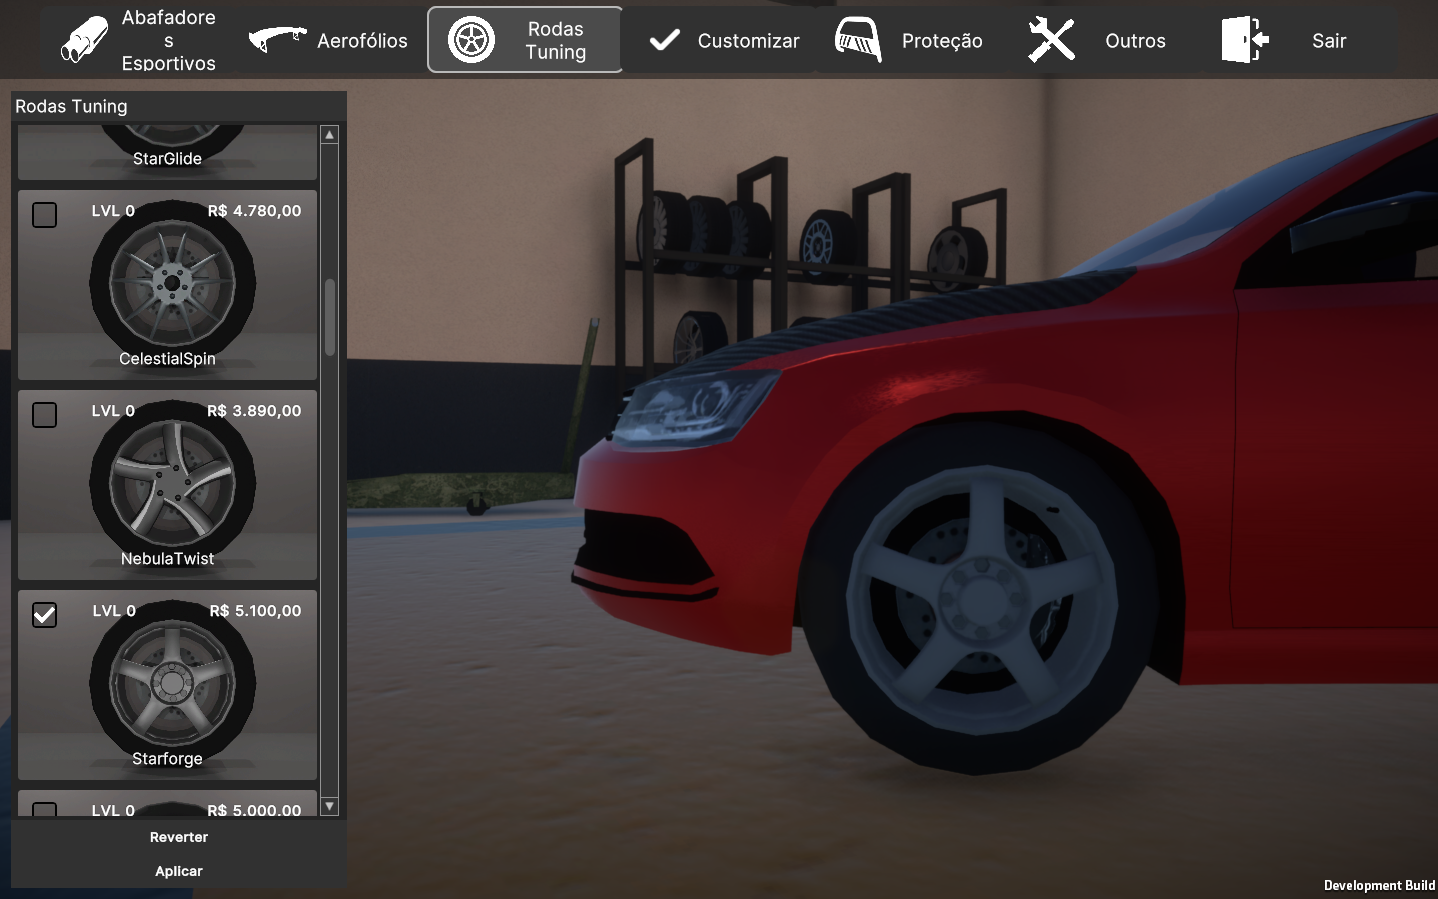 Abafadore
s
Esportivos
Aerofólios
Rodas
Tuning
Customizar
Proteção
Outros
Sair
Rodas Tuning
StarGlide
LVL 0
R$ 4.780,00
CelestialSpin
LVL 0
R$ 3.890,00
NebulaTwist
LVL 0
R$ 5.100,00
Starforge
LVL 0
R$ 5.000,00
Reverter
Aplicar
Development Build